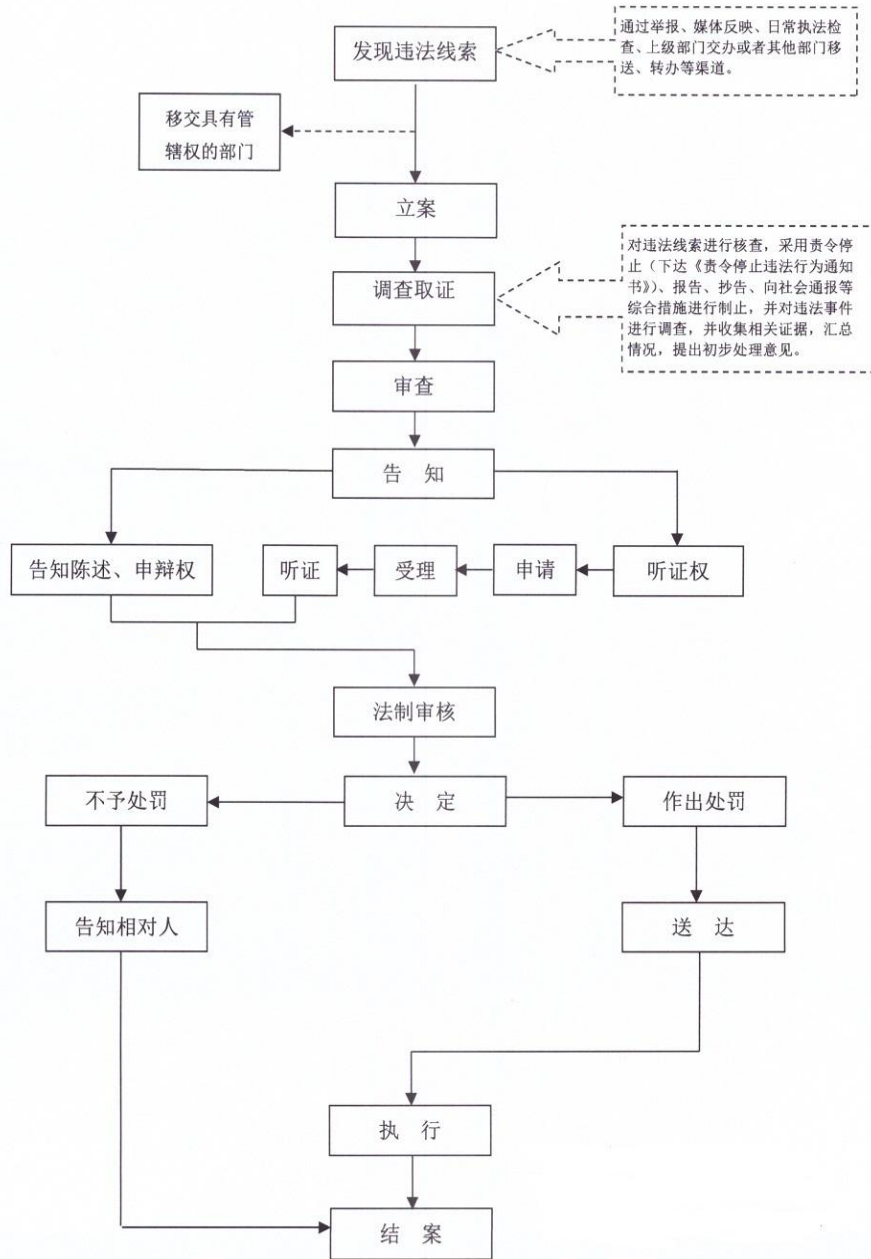 发现违法线索
通过举报、媒体反映、日常执法检
查、上级部门交办或者其他部门移
送、转办等渠道。
移交具有管
辖权的部门
立案
调查取证
对违法线索进行核查，采用责令停
止（下达《责令停止违法行为通知
书》）、报告、抄告、向社会通报等
综合措施进行制止，并对违法事件
进行调查，并收集相关证据，汇总
情况，提出初步处理意见。
审查
告 知
告知陈述、申辩权
听证
受理
申请
听证权
法制审核
不予处罚
决 定
作出处罚
告知相对人
送 达
执 行
结 案